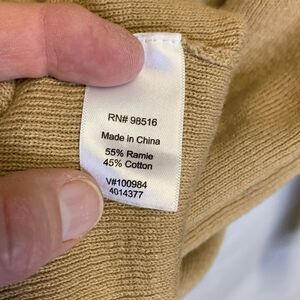 RN# 98516
Made in China
55% Ramie
45% Cotton
V#100984
4014377